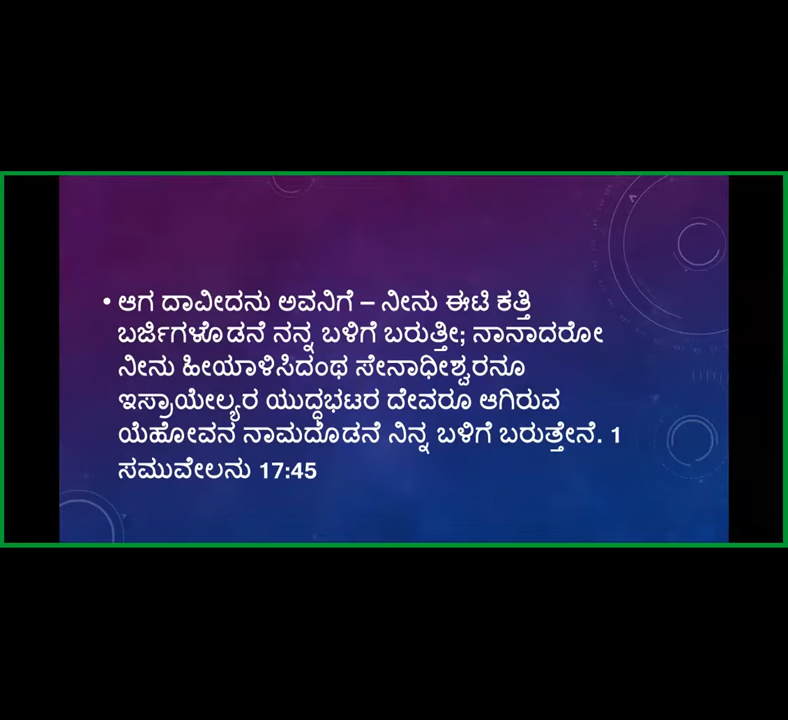 • ಆಗ ದಾವೀದನು ಅವನಿಗೆ – ನೀನು ಈಟಿ ಕತ್ತಿ
ಬರ್ಜಿಗಳೊಡನೆ ನನ್ನ ಬಳಿಗೆ ಬರುತ್ತೀ; ನಾನಾದರೋ
ನೀನು ಹೀಯಾಳಿಸಿದಂಥ ಸೇನಾಧೀಶ್ವರನೂ
ಇಸ್ರಾಯೇಲ್ಯರ ಯುದ್ಧಭಟರ ದೇವರೂ ಆಗಿರುವ
ಯೆಹೋವನ ನಾಮದೊಡನೆ ನಿನ್ನ ಬಳಿಗೆ ಬರುತ್ತೇನೆ. 1
ಸಮುವೇಲನು 17:45